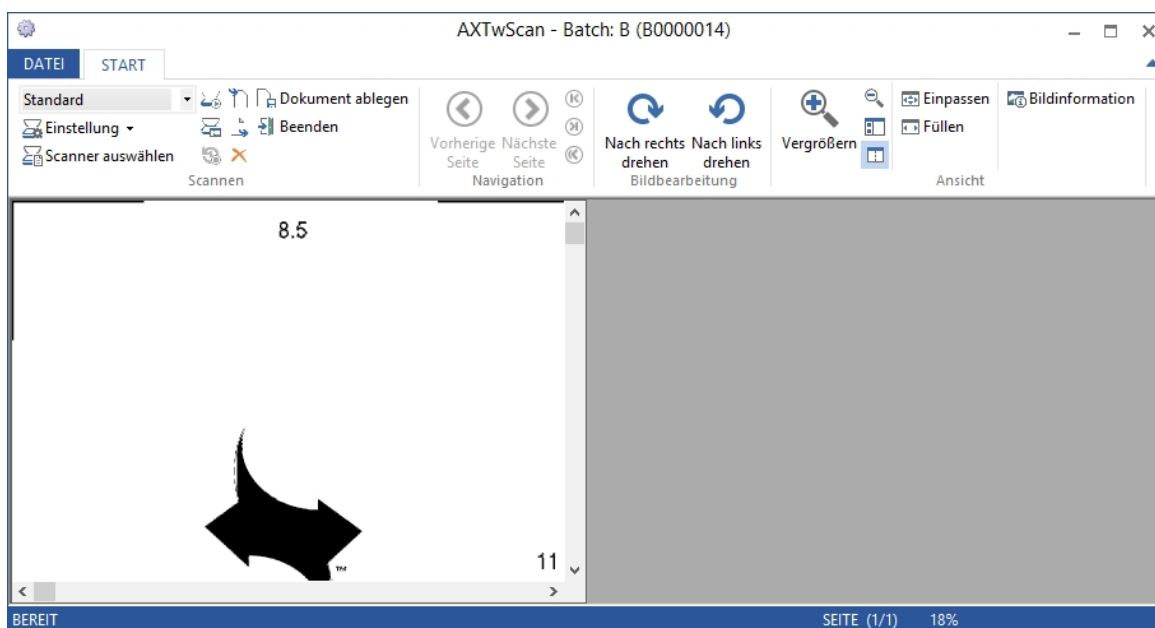 AXTwScan - Batch: B (B0000014)
DATEI START
Standard
Einstellung
Scanner auswählen
Dokument ablegen
Beenden
Scannen
Vorherige Seite
Nächste Seite
Navigation
Nach rechts drehen
Nach links drehen
Bildbearbeitung
Vergrößern
Einpassen
Füllen
Bildinformation
Ansicht
8.5
11
™
BEREIT
SEITE (1/1) 18%